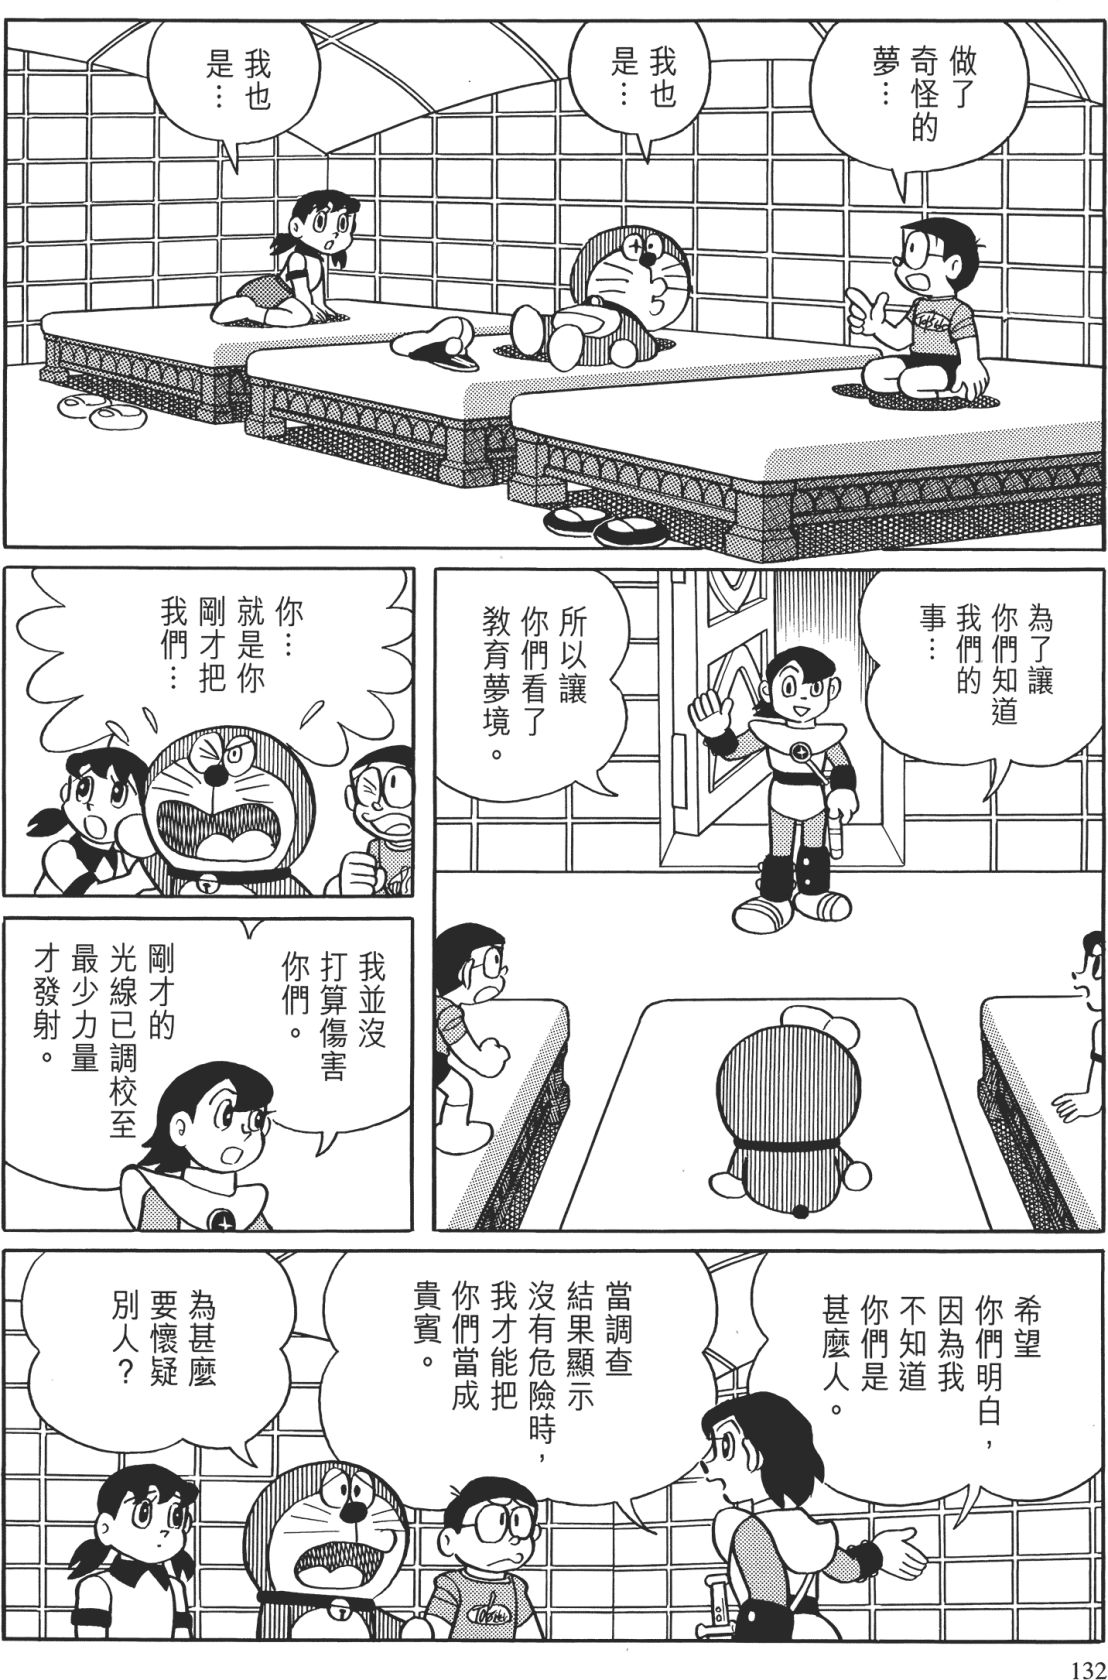 做了
奇怪的
夢…
我也
是…
我也
是…
為了讓
你們知道
我們的
事…
所以讓
你們看了
教育夢境。
你…
就是你
剛才把
我們…
我並沒
打算傷害
你們。
剛才的
光線已調校至
最少力量
才發射。
希望
你們明白，
因為我
不知道
你們是
甚麼人。
當調查
結果顯示
沒有危險時，
我才能把
你們當成
貴賓。
為甚麼
要懷疑
別人？
132